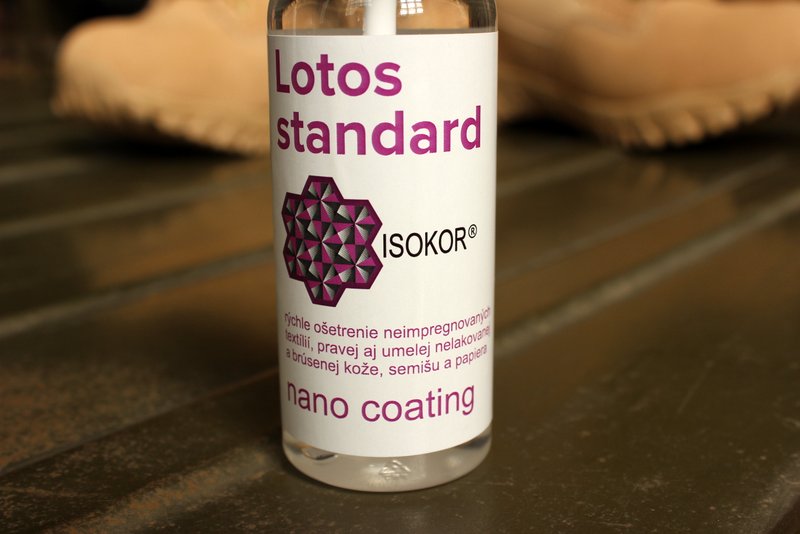 Lotos
standard
ISOKOR®
rýchle ošetrenie neimpregnovaných
textílií, pravej aj umelej nelakovanej
a brúsenej kože, semišu a papiera
nano coating